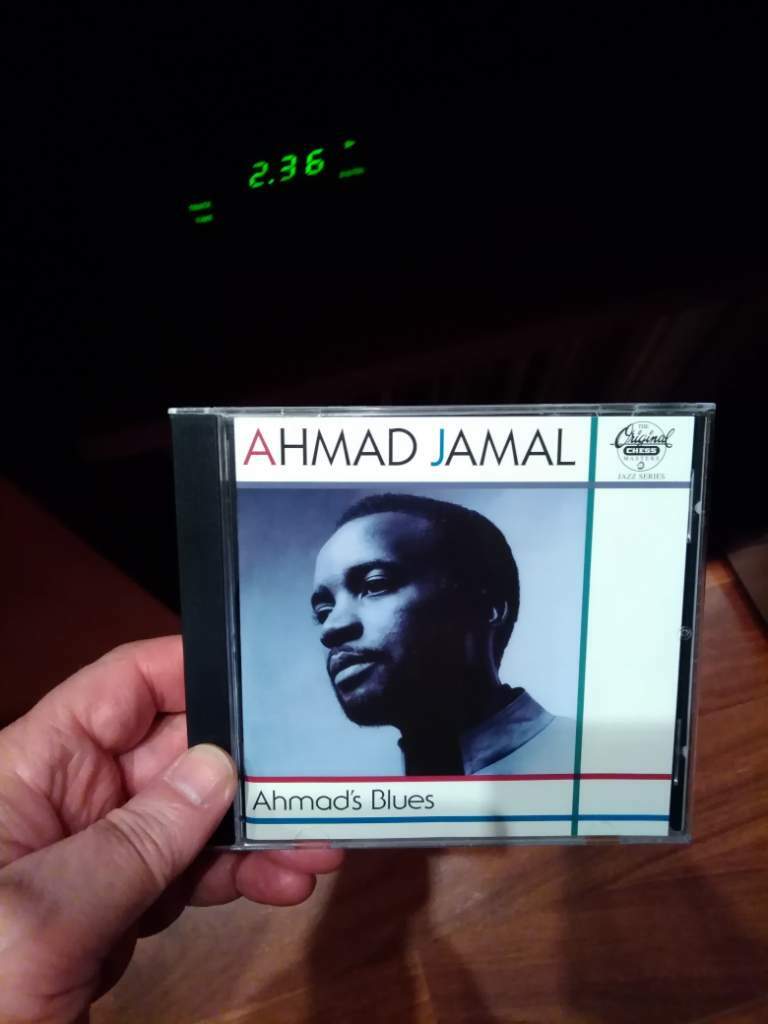 2.36
AHMAD JAMAL
THE
Original
CHESS
MASTERS
JAZZ SERIES
Ahmad's Blues